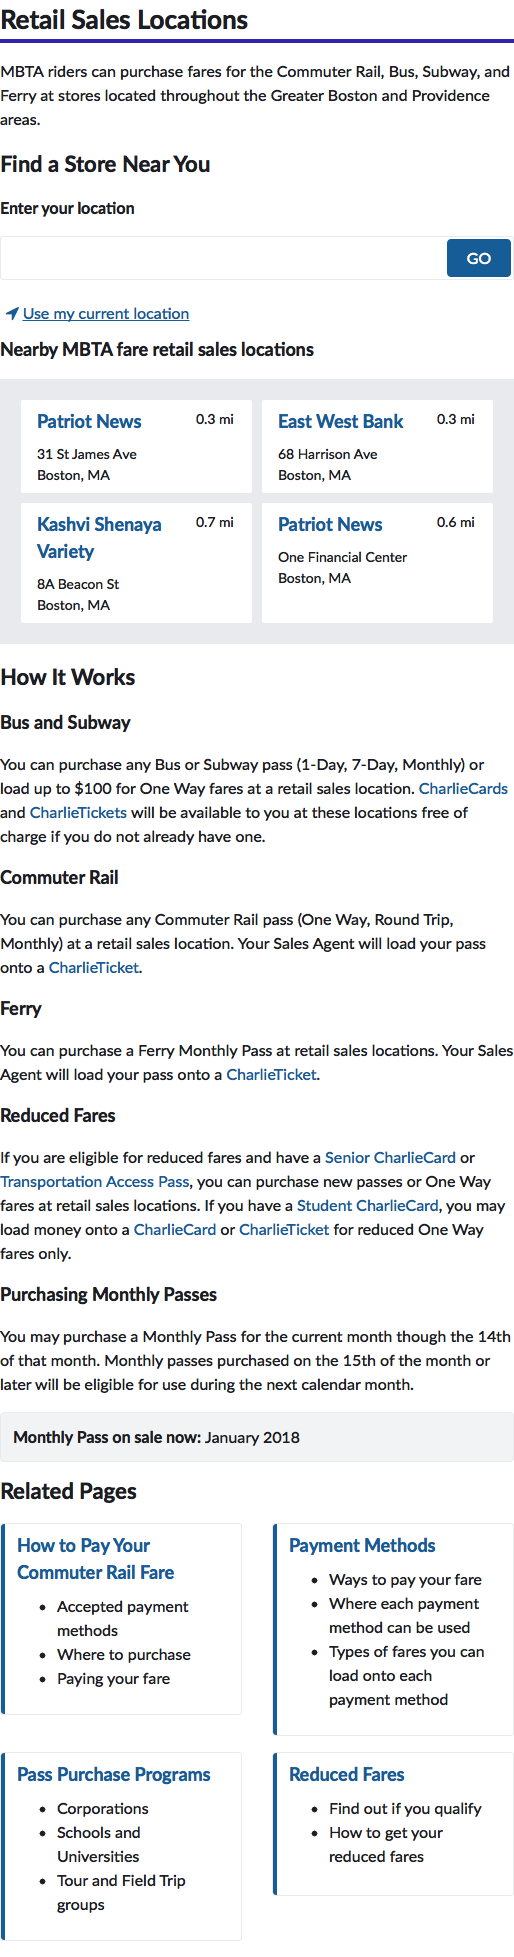 Retail Sales Locations
MBTA riders can purchase fares for the Commuter Rail, Bus, Subway, and
Ferry at stores located throughout the Greater Boston and Providence
areas.
Find a Store Near You
Enter your location
GO
Use my current location
Nearby MBTA fare retail sales locations
Patriot News 0.3 mi
31 St James Ave
Boston, MA
East West Bank 0.3 mi
68 Harrison Ave
Boston, MA
Kashvi Shenaya 0.7 mi
Variety
8A Beacon St
Boston, MA
Patriot News 0.6 mi
One Financial Center
Boston, MA
How It Works
Bus and Subway
You can purchase any Bus or Subway pass (1-Day, 7-Day, Monthly) or
load up to $100 for One Way fares at a retail sales location. CharlieCards
and CharlieTickets will be available to you at these locations free of
charge if you do not already have one.
Commuter Rail
You can purchase any Commuter Rail pass (One Way, Round Trip,
Monthly) at a retail sales location. Your Sales Agent will load your pass
onto a CharlieTicket.
Ferry
You can purchase a Ferry Monthly Pass at retail sales locations. Your Sales
Agent will load your pass onto a CharlieTicket.
Reduced Fares
If you are eligible for reduced fares and have a Senior CharlieCard or
Transportation Access Pass, you can purchase new passes or One Way
fares at retail sales locations. If you have a Student CharlieCard, you may
load money onto a CharlieCard or CharlieTicket for reduced One Way
fares only.
Purchasing Monthly Passes
You may purchase a Monthly Pass for the current month though the 14th
of that month. Monthly passes purchased on the 15th of the month or
later will be eligible for use during the next calendar month.
Monthly Pass on sale now: January 2018
Related Pages
How to Pay Your
Commuter Rail Fare
• Accepted payment
methods
• Where to purchase
• Paying your fare
Payment Methods
• Ways to pay your fare
• Where each payment
method can be used
• Types of fares you can
load onto each
payment method
Pass Purchase Programs
• Corporations
• Schools and
Universities
• Tour and Field Trip
groups
Reduced Fares
• Find out if you qualify
• How to get your
reduced fares